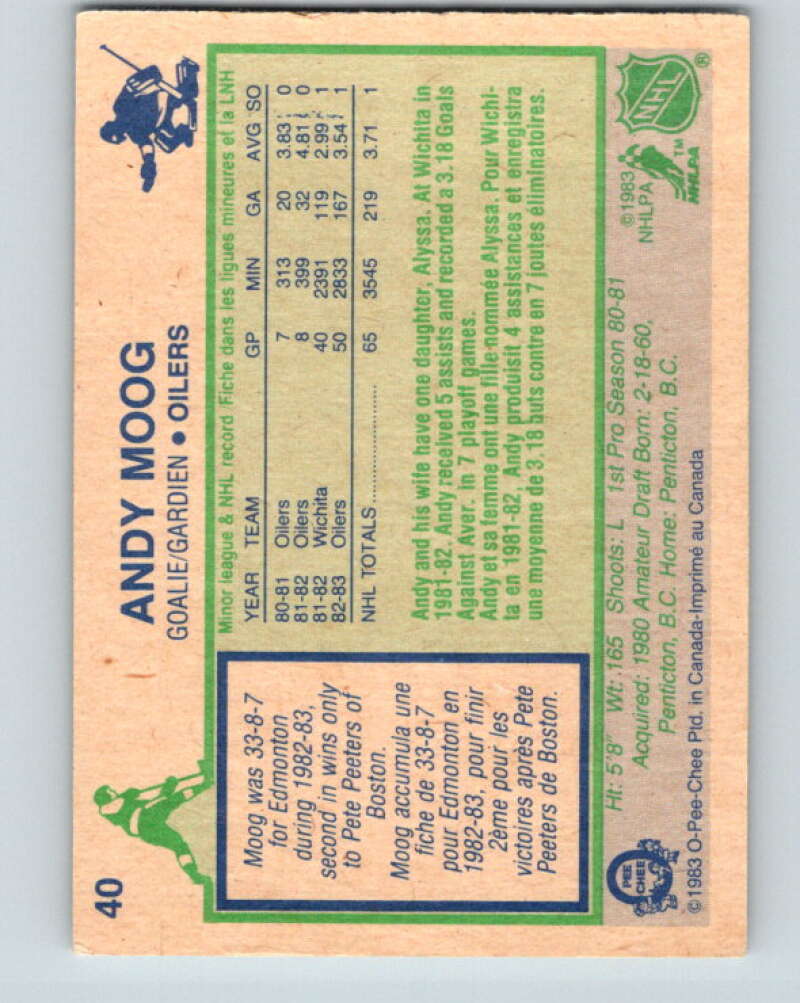 40
ANDY MOOG
GOALIE/GARDIEN • OILERS
Moog was 33-8-7
for Edmonton
during 1982-83,
second in wins only
to Pete Peeters of
Boston.
Moog accumula une
fiche de 33-8-7
pour Edmonton en
1982-83, pour finir
2ème pour les
victoires après Pete
Peeters de Boston.
Minor league & NHL record Fiche dans les ligues mineures et la LNH
YEAR TEAM GP MIN GA AVG SO
80-81 Oilers 7 313 20 3.83 0
81-82 Oilers 8 399 32 4.81 0
81-82 Wichita 40 2391 119 2.99 1
82-83 Oilers 50 2833 167 3.54 1
NHL TOTALS 65 3545 219 3.71 1
Andy and his wife have one daughter, Alyssa. At Wichita in
1981-82, Andy received 5 assists and recorded a 3.18 Goals
Against Aver. in 7 playoff games.
Andy et sa femme ont une fille nommée Alyssa. Pour Wichi-
ta en 1981-82, Andy produisit 4 assistances et enregistra
une moyenne de 3.18 buts contre en 7 joutes éliminatoires.
Ht: 5'8" Wt: 165 Shoots: L 1st Pro Season 80-81
Acquired: 1980 Amateur Draft Born: 2-18-60,
Penticton, B.C. Home: Penticton, B.C.
©1983
NHLPA
NHLPA™
NHL ®
O PEE CHEE
©1983 O-Pee-Chee Ptd. in Canada-Imprimé au Canada